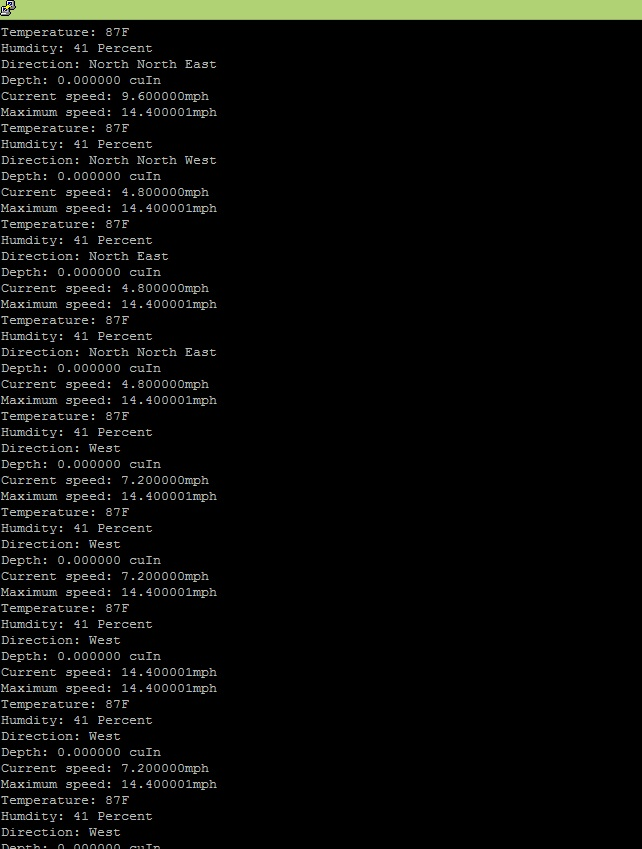 Temperature: 87F
Humdity: 41 Percent
Direction: North North East
Depth: 0.000000 cuIn
Current speed: 9.600000mph
Maximum speed: 14.400001mph
Temperature: 87F
Humdity: 41 Percent
Direction: North North West
Depth: 0.000000 cuIn
Current speed: 4.800000mph
Maximum speed: 14.400001mph
Temperature: 87F
Humdity: 41 Percent
Direction: North East
Depth: 0.000000 cuIn
Current speed: 4.800000mph
Maximum speed: 14.400001mph
Temperature: 87F
Humdity: 41 Percent
Direction: North North East
Depth: 0.000000 cuIn
Current speed: 4.800000mph
Maximum speed: 14.400001mph
Temperature: 87F
Humdity: 41 Percent
Direction: West
Depth: 0.000000 cuIn
Current speed: 7.200000mph
Maximum speed: 14.400001mph
Temperature: 87F
Humdity: 41 Percent
Direction: West
Depth: 0.000000 cuIn
Current speed: 7.200000mph
Maximum speed: 14.400001mph
Temperature: 87F
Humdity: 41 Percent
Direction: West
Depth: 0.000000 cuIn
Current speed: 14.400001mph
Maximum speed: 14.400001mph
Temperature: 87F
Humdity: 41 Percent
Direction: West
Depth: 0.000000 cuIn
Current speed: 7.200000mph
Maximum speed: 14.400001mph
Temperature: 87F
Humdity: 41 Percent
Direction: West
Depth: 0.000000 cuIn